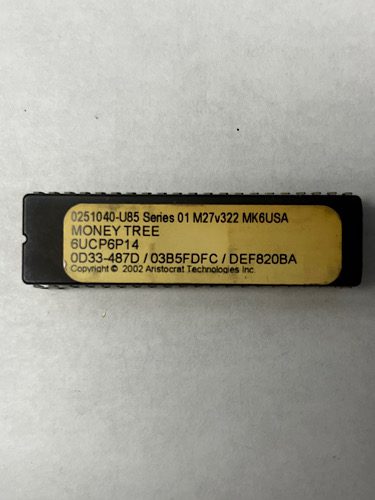 0251040-U85 Series 01 M27v322 MK6USA
MONEY TREE
6UCP6P14
0D33-487D / 03B5FDFC / DEF820BA
Copyright © 2002 Aristocrat Technologies Inc.